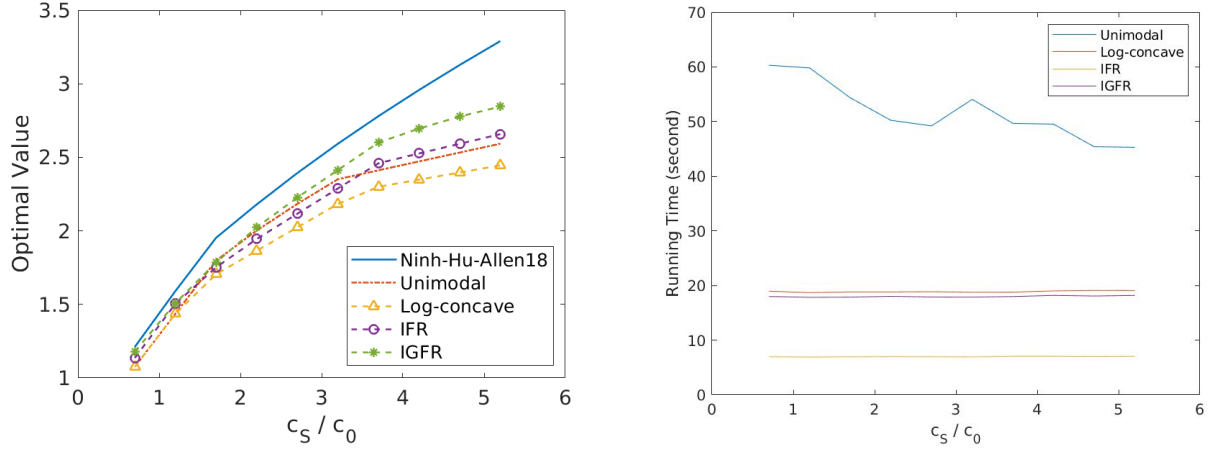 3.5
3
2.5
2
1.5
1
Optimal Value
0
1
2
3
4
5
6
c_S / c_0
Ninh-Hu-Allen18
Unimodal
Log-concave
IFR
IGFR
70
60
50
40
30
20
10
0
Running Time (second)
0
1
2
3
4
5
6
c_S / c_0
Unimodal
Log-concave
IFR
IGFR